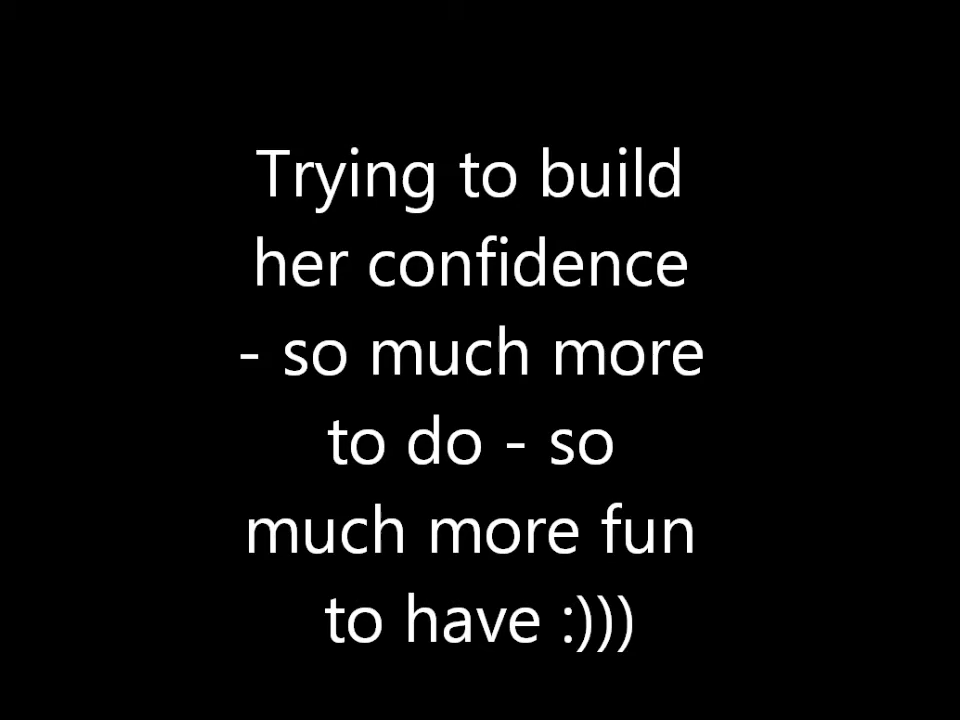 Trying to build
her confidence
- so much more
to do - so
much more fun
to have :)))